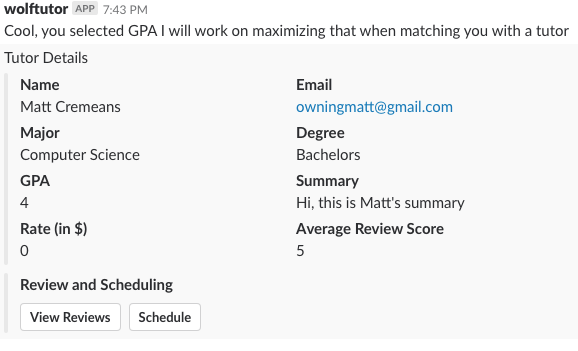 wolftutor APP 7:43 PM
Cool, you selected GPA I will work on maximizing that when matching you with a tutor
Tutor Details
Name Email
Matt Cremeans owningmatt@gmail.com
Major Degree
Computer Science Bachelors
GPA Summary
4 Hi, this is Matt's summary
Rate (in $) Average Review Score
0 5
Review and Scheduling
View Reviews Schedule